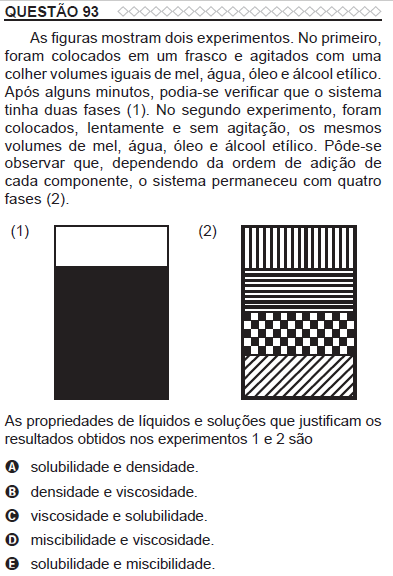 QUESTÃO 93
As figuras mostram dois experimentos. No primeiro,
foram colocados em um frasco e agitados com uma
colher volumes iguais de mel, água, óleo e álcool etílico.
Após alguns minutos, podia-se verificar que o sistema
tinha duas fases (1). No segundo experimento, foram
colocados, lentamente e sem agitação, os mesmos
volumes de mel, água, óleo e álcool etílico. Pôde-se
observar que, dependendo da ordem de adição de
cada componente, o sistema permaneceu com quatro
fases (2).
(1) (2)
As propriedades de líquidos e soluções que justificam os
resultados obtidos nos experimentos 1 e 2 são
A solubilidade e densidade.
B densidade e viscosidade.
C viscosidade e solubilidade.
D miscibilidade e viscosidade.
E solubilidade e miscibilidade.